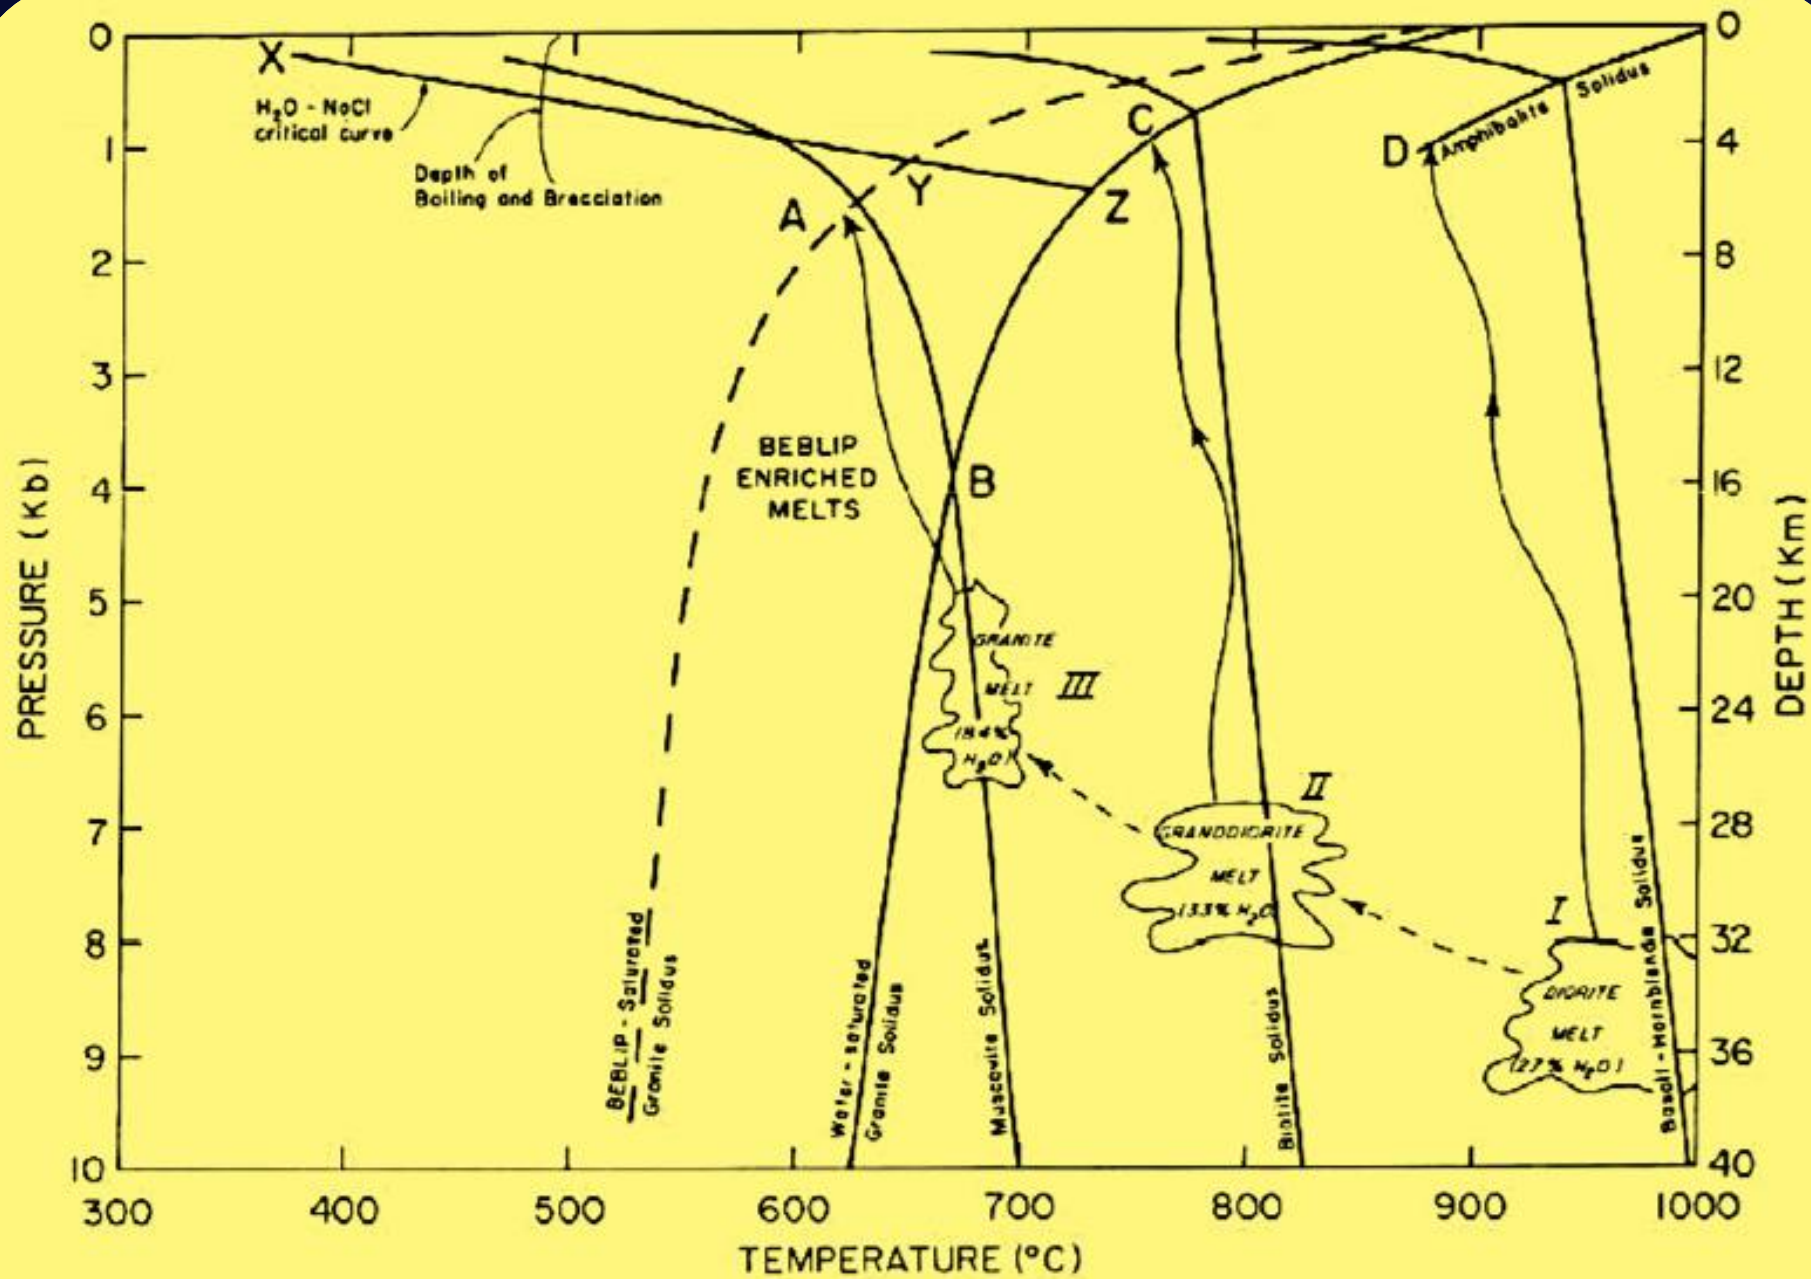 0
1
2
3
4
5
6
7
8
9
10
PRESSURE (Kb)
300
400
500
600
700
800
900
1000
TEMPERATURE (°C)
0
4
8
12
16
20
24
28
32
36
40
DEPTH (Km)
X
H₂O - NaCl
critical curve
Depth of
Boiling and Brecciation
A
Y
Z
C
D
Amphibolite Solidus
B
BEBLIP
ENRICHED
MELTS
GRANITE
MELT
(8.4%
H₂O)
III
II
GRANODIORITE
MELT
(3.3% H₂O
I
DIORITE
MELT
(2.7% H₂O)
BEBLIP - Saturated
Granite Solidus
Water - saturated
Granite Solidus
Muscovite Solidus
Biolite Solidus
Basalt - Hornblende Solidus